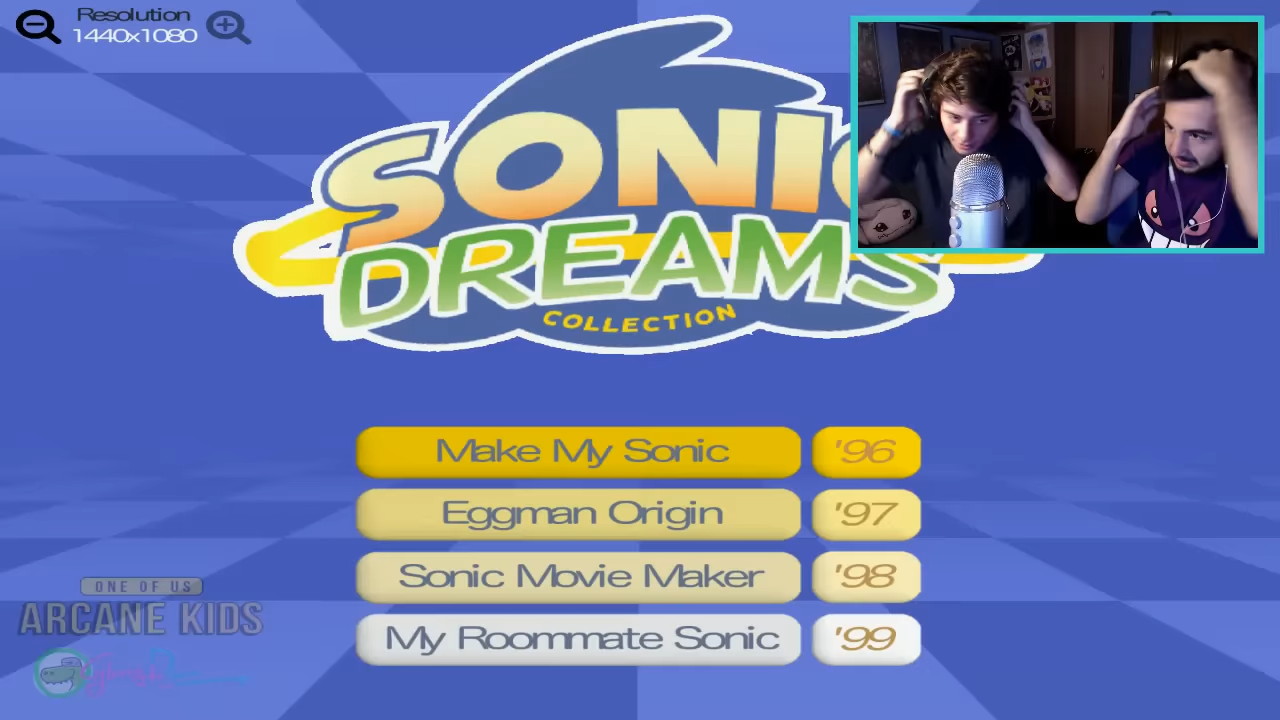 Resolution
1440x1080
SONIC
DREAMS
COLLECTION
Make My Sonic '96
Eggman Origin '97
Sonic Movie Maker '98
My Roommate Sonic '99
ONE OF US
ARCANE KIDS